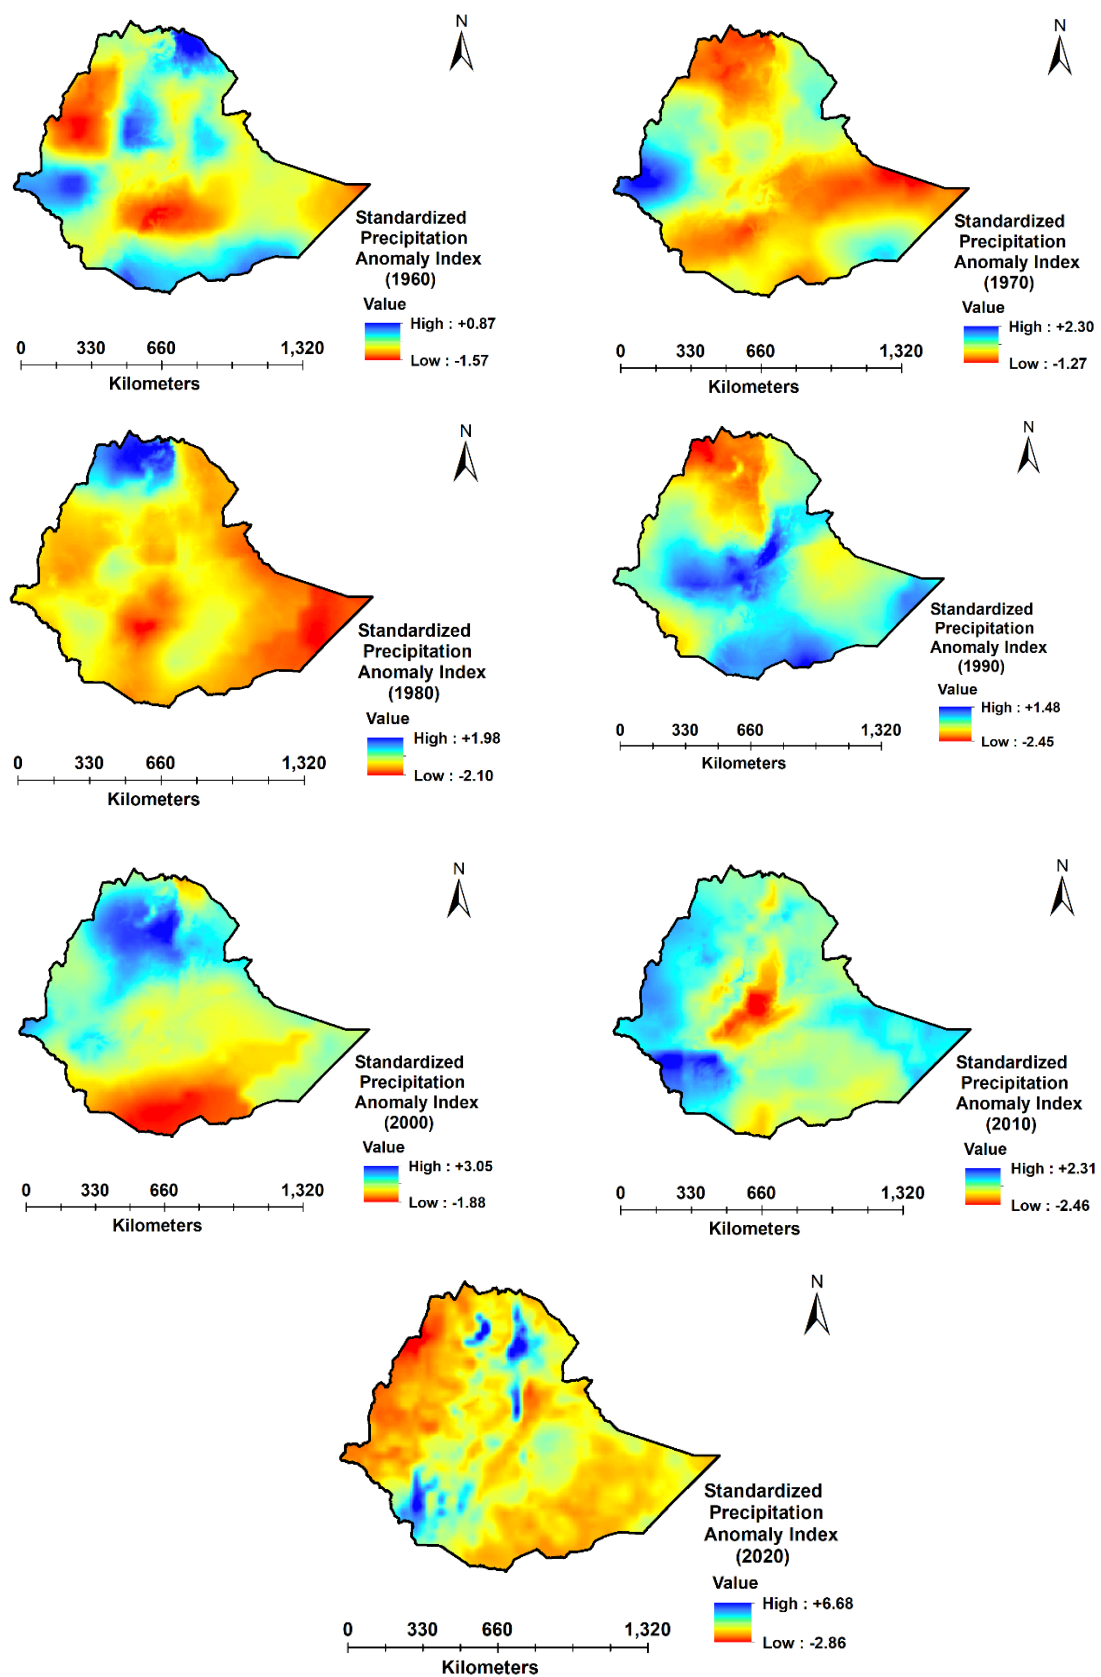 N
Standardized
Precipitation
Anomaly Index
(1960)
Value
High : +0.87
Low : -1.57
0 330 660 1,320
Kilometers
N
Standardized
Precipitation
Anomaly Index
(1970)
Value
High : +2.30
Low : -1.27
0 330 660 1,320
Kilometers
N
Standardized
Precipitation
Anomaly Index
(1980)
Value
High : +1.98
Low : -2.10
0 330 660 1,320
Kilometers
N
Standardized
Precipitation
Anomaly Index
(1990)
Value
High : +1.48
Low : -2.45
0 330 660 1,320
Kilometers
N
Standardized
Precipitation
Anomaly Index
(2000)
Value
High : +3.05
Low : -1.88
0 330 660 1,320
Kilometers
N
Standardized
Precipitation
Anomaly Index
(2010)
Value
High : +2.31
Low : -2.46
0 330 660 1,320
Kilometers
N
Standardized
Precipitation
Anomaly Index
(2020)
Value
High : +6.68
Low : -2.86
0 330 660 1,320
Kilometers